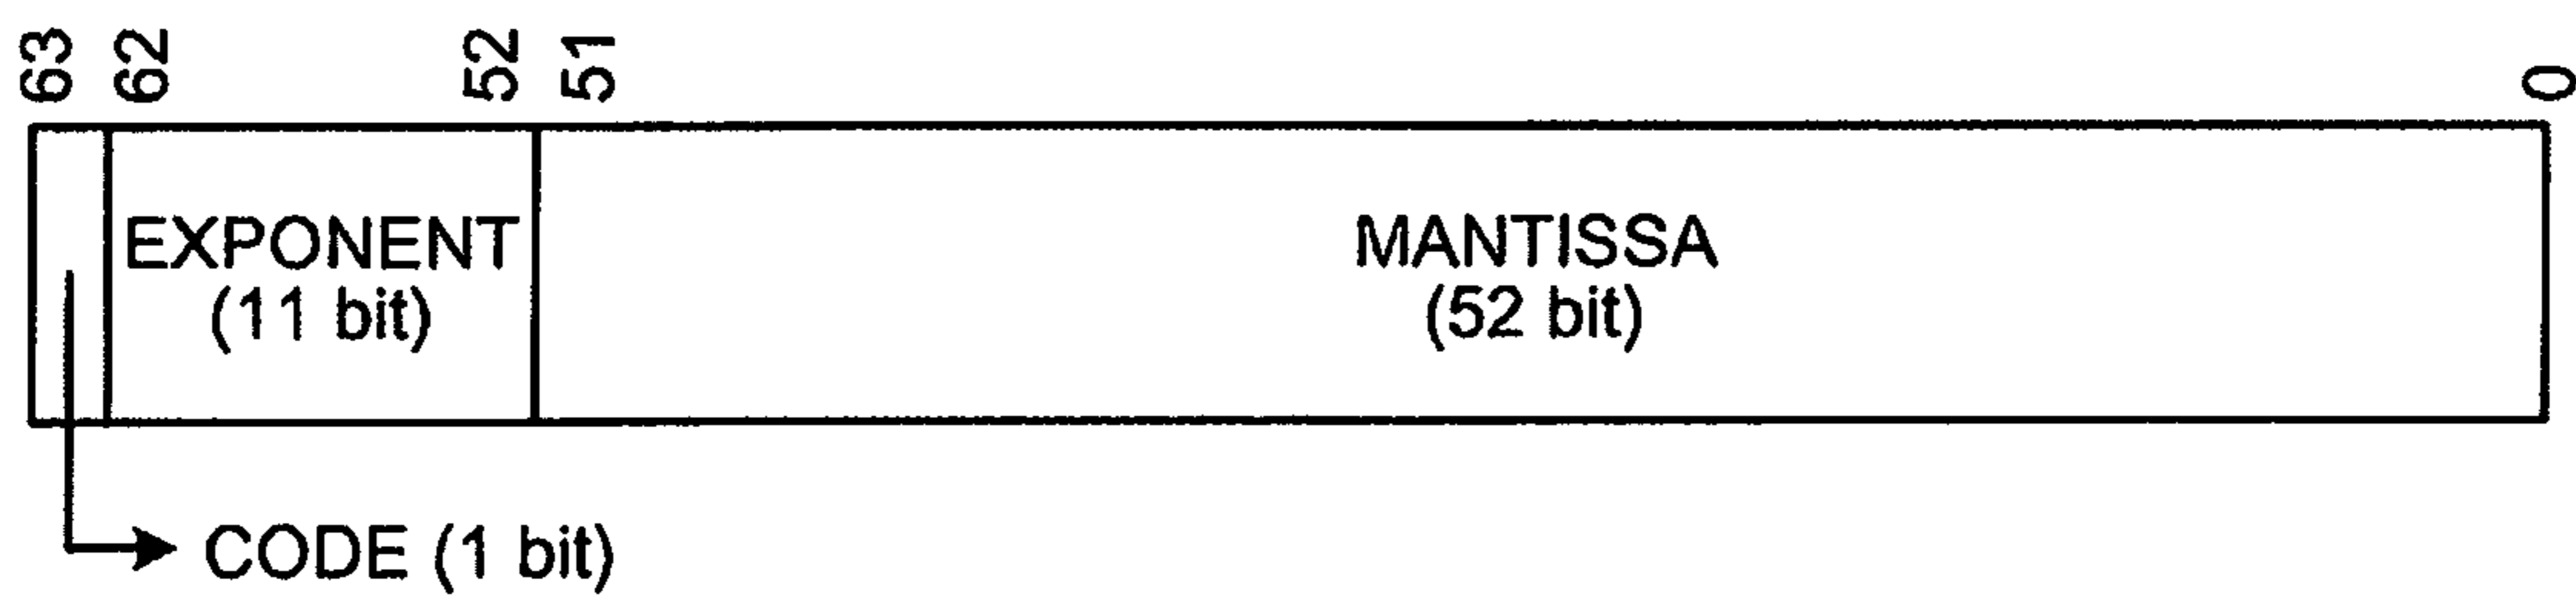 63 62 52 51 0
EXPONENT
(11 bit)
MANTISSA
(52 bit)
CODE (1 bit)